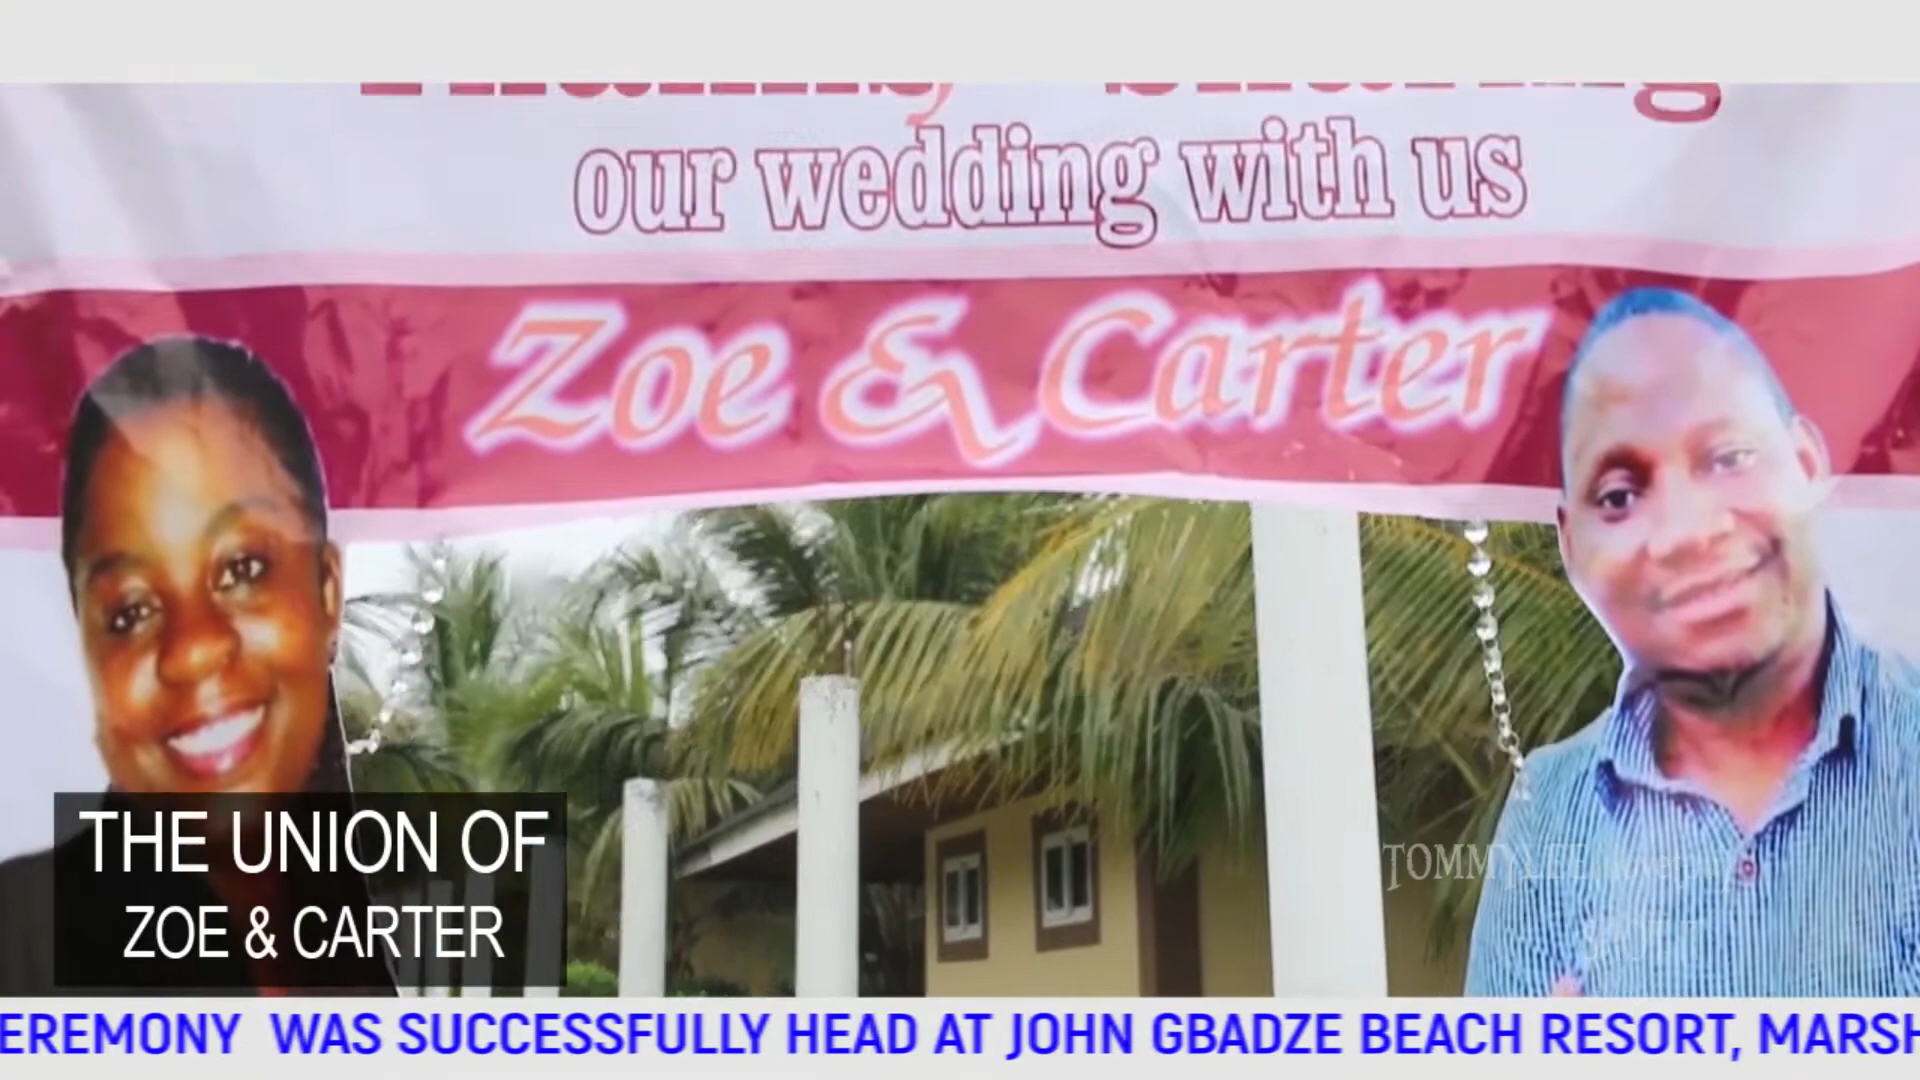 our wedding with us
Zoe & Carter
THE UNION OF
ZOE & CARTER
TOMMYLEE
EREMONY WAS SUCCESSFULLY HEAD AT JOHN GBADZE BEACH RESORT, MARSH